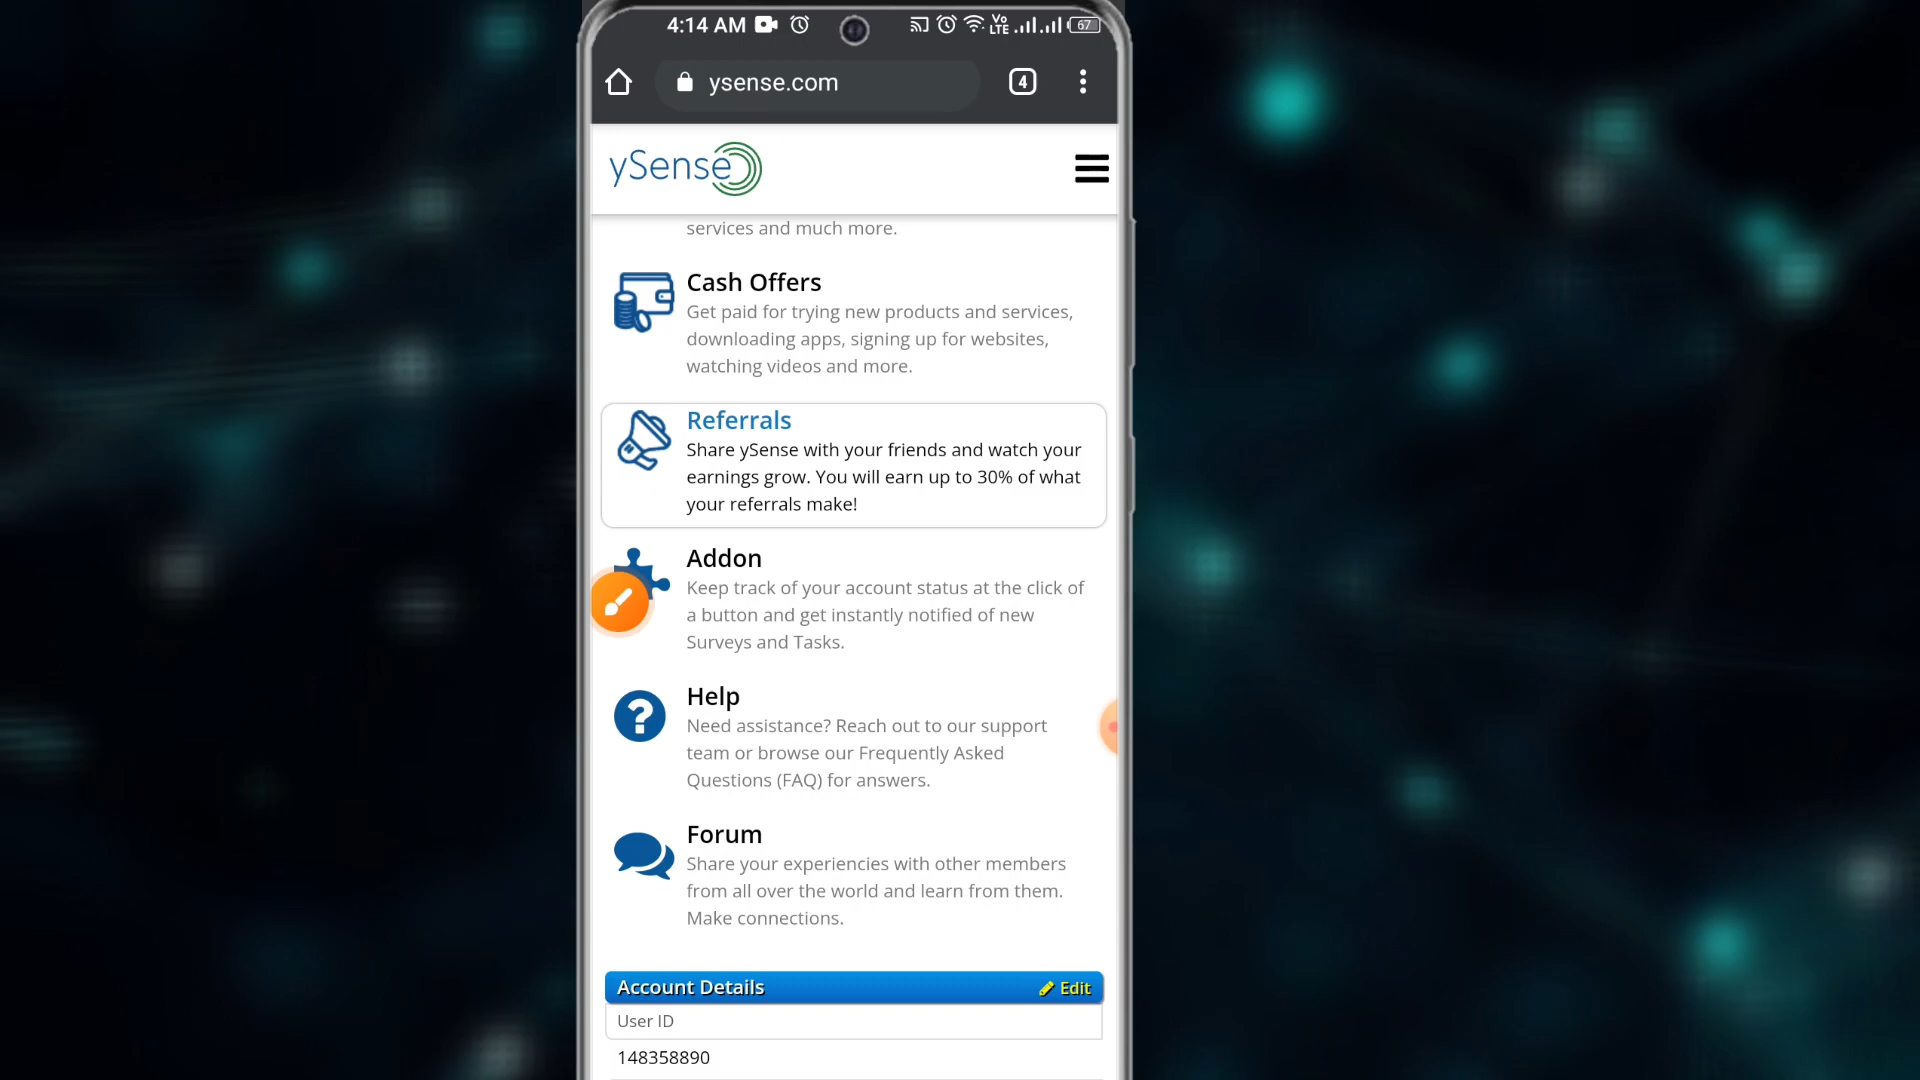 4:14 AM Vo LTE 67
ysense.com 4
ySense
services and much more.
Cash Offers
Get paid for trying new products and services,
downloading apps, signing up for websites,
watching videos and more.
Referrals
Share ySense with your friends and watch your
earnings grow. You will earn up to 30% of what
your referrals make!
Addon
Keep track of your account status at the click of
a button and get instantly notified of new
Surveys and Tasks.
Help
Need assistance? Reach out to our support
team or browse our Frequently Asked
Questions (FAQ) for answers.
Forum
Share your experiencies with other members
from all over the world and learn from them.
Make connections.
Account Details Edit
User ID
148358890